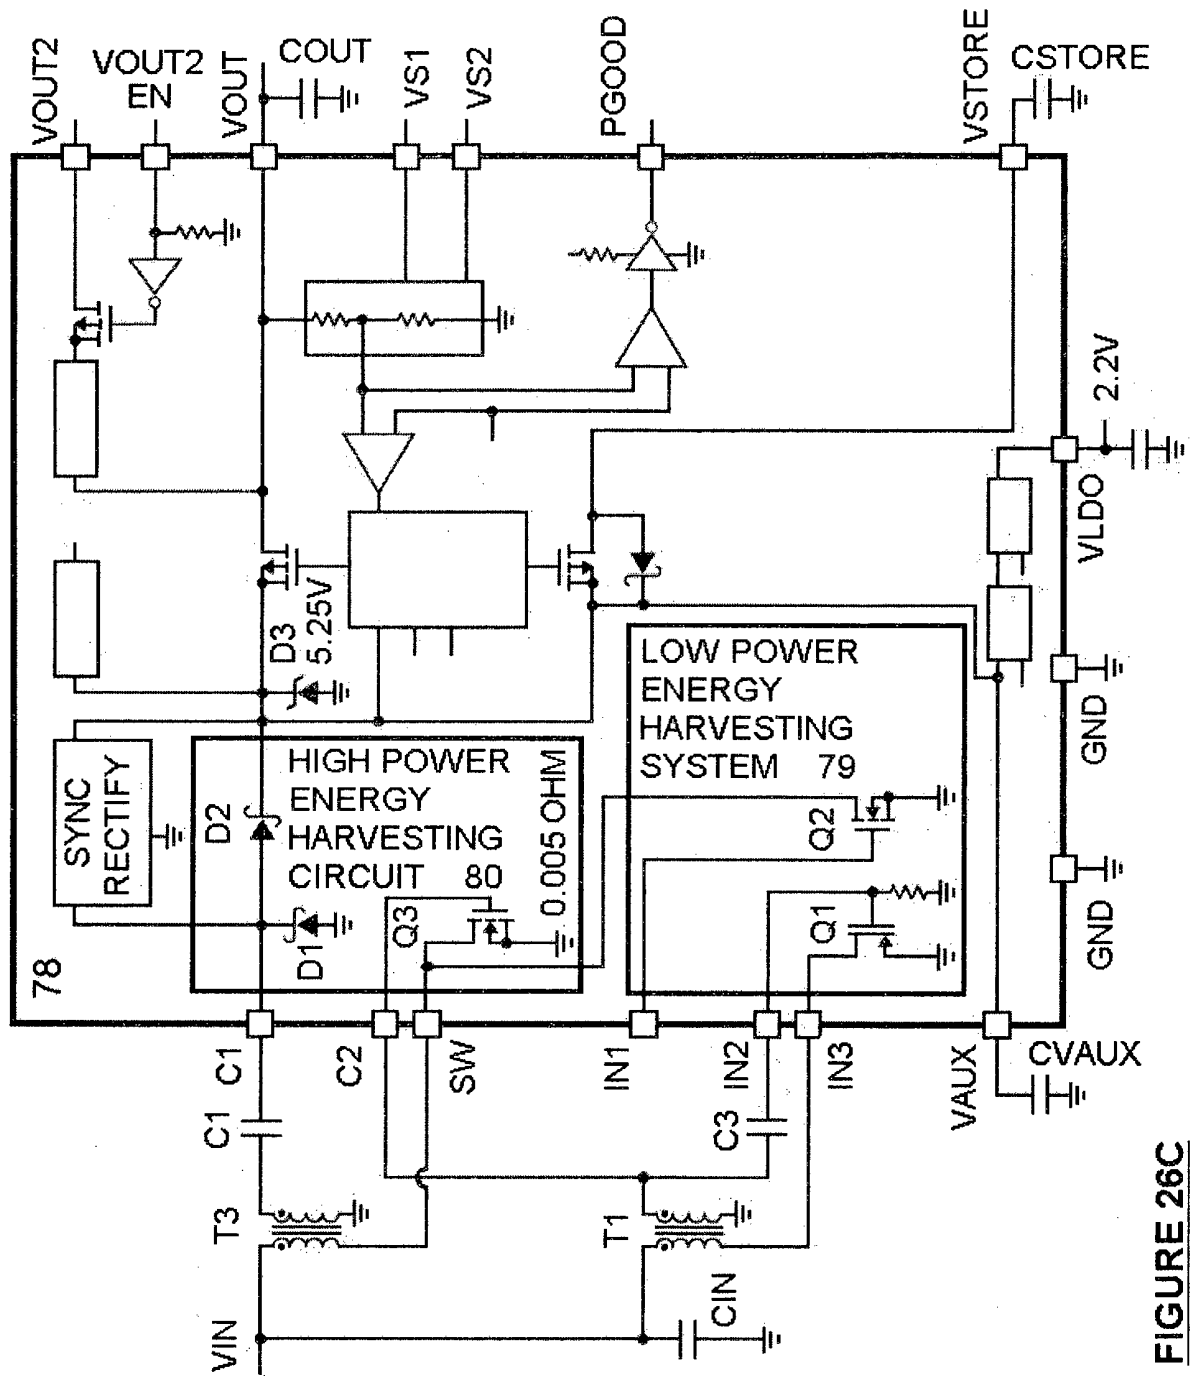 VOUT2
VOUT2
EN
VOUT
COUT
VS1
VS2
PGOOD
VSTORE
CSTORE
2.2V
VLDO
D3
5.25V
SYNC
RECTIFY
D2
HIGH POWER
ENERGY
HARVESTING
CIRCUIT 80
0.005 OHM
Q3
D1
LOW POWER
ENERGY
HARVESTING
SYSTEM 79
Q2
Q1
GND
GND
78
C1
C2
SW
IN1
IN2
IN3
VAUX
CVAUX
C1
C3
T3
T1
VIN
CIN
FIGURE 26C